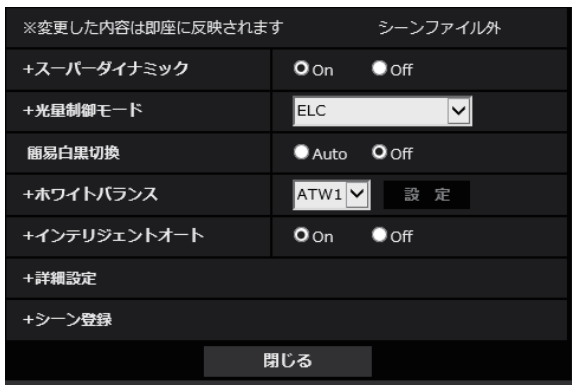 ※変更した内容は即座に反映されます シーンファイル外
+スーパーダイナミック On Off
+光量制御モード ELC
簡易白黒切換 Auto Off
+ホワイトバランス ATW1 設 定
+インテリジェントオート On Off
+詳細設定
+シーン登録
閉じる